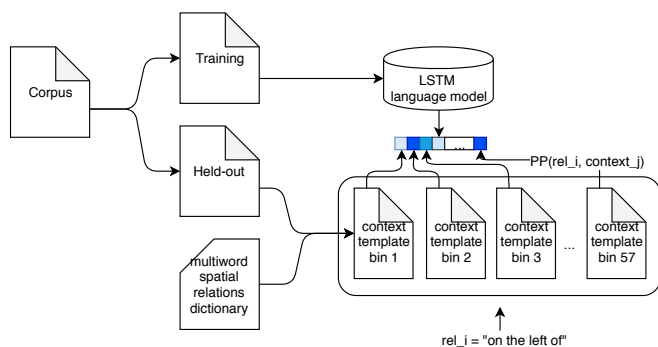 Corpus
Training
Held-out
multiword
spatial
relations
dictionary
LSTM
language model
...
PP(rel_i, context_j)
context
template
bin 1
context
template
bin 2
context
template
bin 3
...
context
template
bin 57
rel_i = "on the left of"